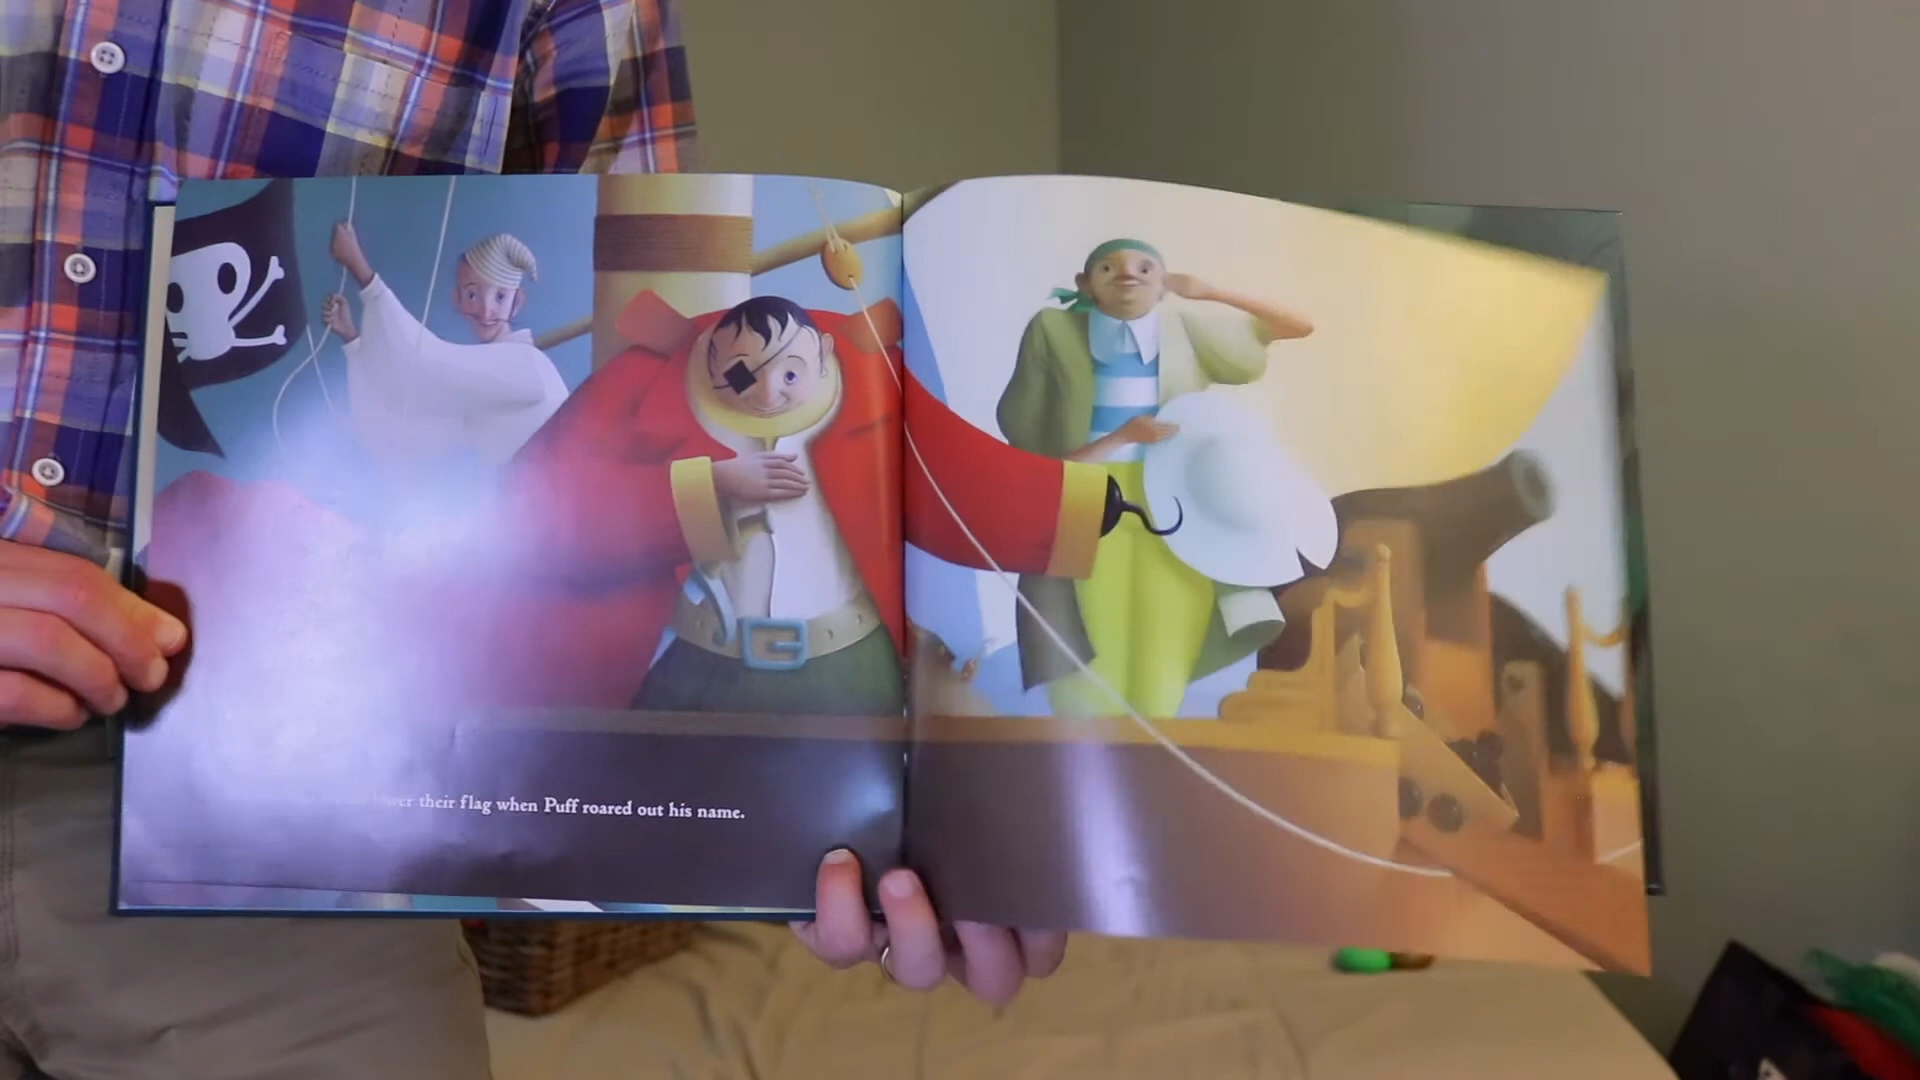 their flag when Puff roared out his name.